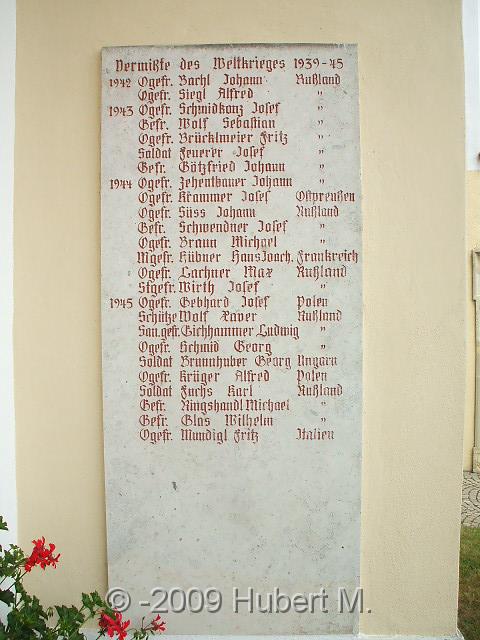 Vermißte des Weltkrieges 1939-45
1942 Ogefr. Bachl Johann Rußland
Ogefr. Siegl Alfred "
1943 Ogefr. Schmidkonz Josef "
Gefr. Wolf Sebastian "
Ogefr. Brücklmeier Fritz "
Soldat Feuerer Josef "
Gefr. Götzfried Johann "
1944 Ogefr. Zehentbauer Johann "
Ogefr. Krammer Josef Ostpreußen
Ogefr. Süss Johann Rußland
Gefr. Schwendner Josef "
Ogefr. Braun Michael "
Mgefr. Hübner Hans Joach. Frankreich
Ogefr. Lachner Max Rußland
Stgefr. Wirth Josef "
1945 Ogefr. Gebhard Josef Polen
Schütze Wolf Xaver Rußland
San.gefr. Eichhammer Ludwig "
Ogefr. Schmid Georg "
Soldat Brunnhuber Georg Ungarn
Ogefr. Krüger Alfred Polen
Soldat Fuchs Karl Rußland
Gefr. Ringshandl Michael "
Gefr. Glas Wilhelm "
Ogefr. Mundigl Fritz Italien
© -2009 Hubert M.